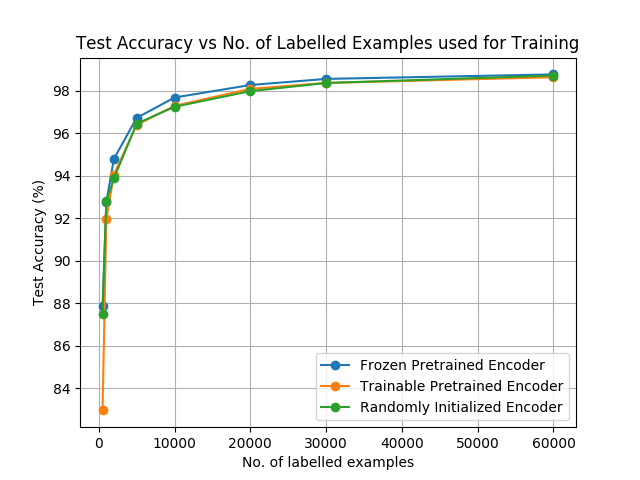 Test Accuracy vs No. of Labelled Examples used for Training
Test Accuracy (%)
98
96
94
92
90
88
86
84
0 10000 20000 30000 40000 50000 60000
No. of labelled examples
Frozen Pretrained Encoder
Trainable Pretrained Encoder
Randomly Initialized Encoder